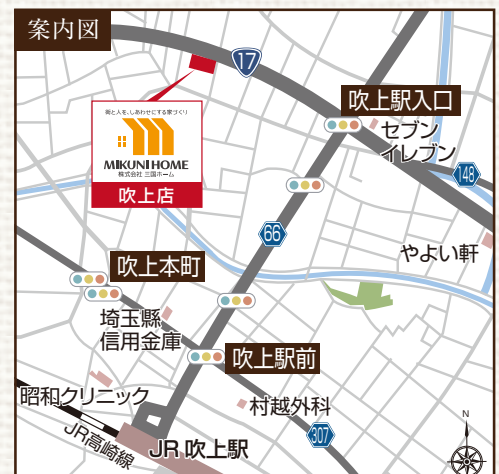 案内図
17
街と人を、しあわせにする家づくり
MIKUNI HOME
株式会社 三国ホーム
吹上店
吹上駅入口
セブン
イレブン
148
66
やよい軒
吹上本町
埼玉縣
信用金庫
吹上駅前
昭和クリニック
村越外科
307
JR高崎線
JR 吹上駅
N